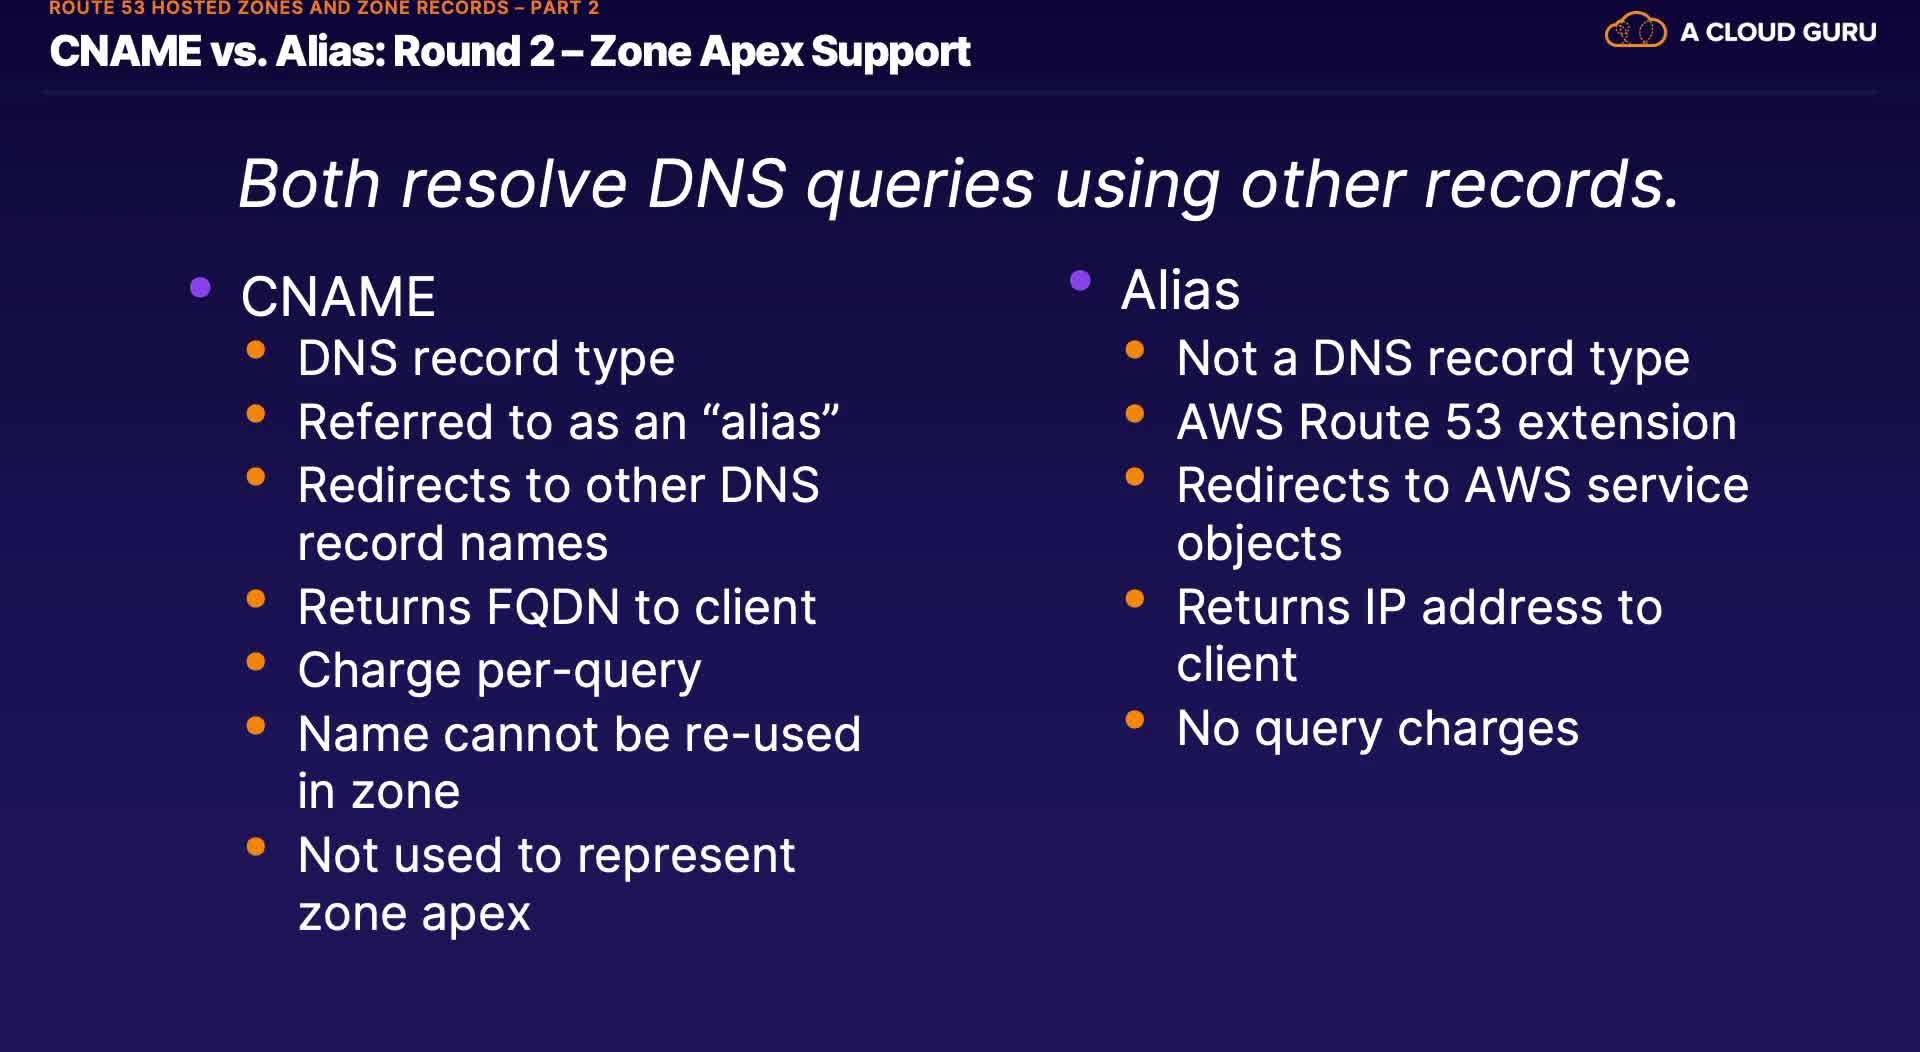 ROUTE 53 HOSTED ZONES AND ZONE RECORDS – PART 2
CNAME vs. Alias: Round 2 – Zone Apex Support
A CLOUD GURU
Both resolve DNS queries using other records.
CNAME
DNS record type
Referred to as an “alias”
Redirects to other DNS
record names
Returns FQDN to client
Charge per-query
Name cannot be re-used
in zone
Not used to represent
zone apex
Alias
Not a DNS record type
AWS Route 53 extension
Redirects to AWS service
objects
Returns IP address to
client
No query charges